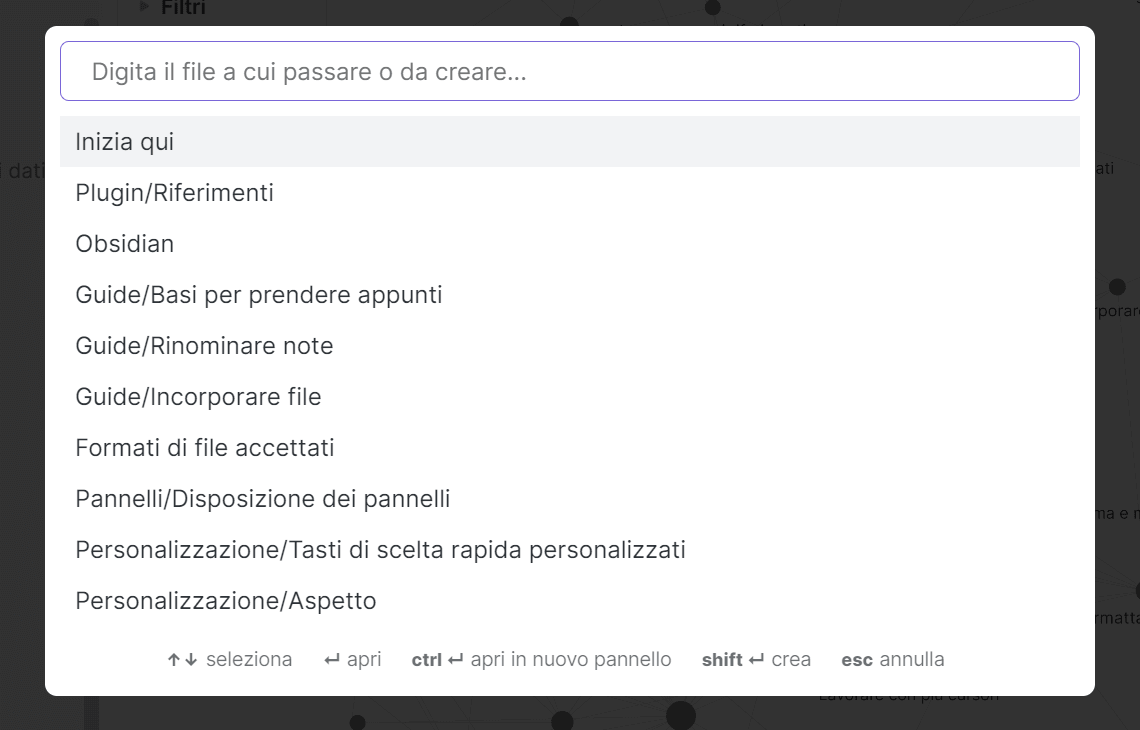 Filtri
Digita il file a cui passare o da creare...
Inizia qui
i dati
ati
Plugin/Riferimenti
Obsidian
Guide/Basi per prendere appunti
Guide/Rinominare note
Guide/Incorporare file
Formati di file accettati
Pannelli/Disposizione dei pannelli
Personalizzazione/Tasti di scelta rapida personalizzati
Personalizzazione/Aspetto
↑↓ seleziona ↵ apri ctrl ↵ apri in nuovo pannello shift ↵ crea esc annulla
Lavorare con più cursori